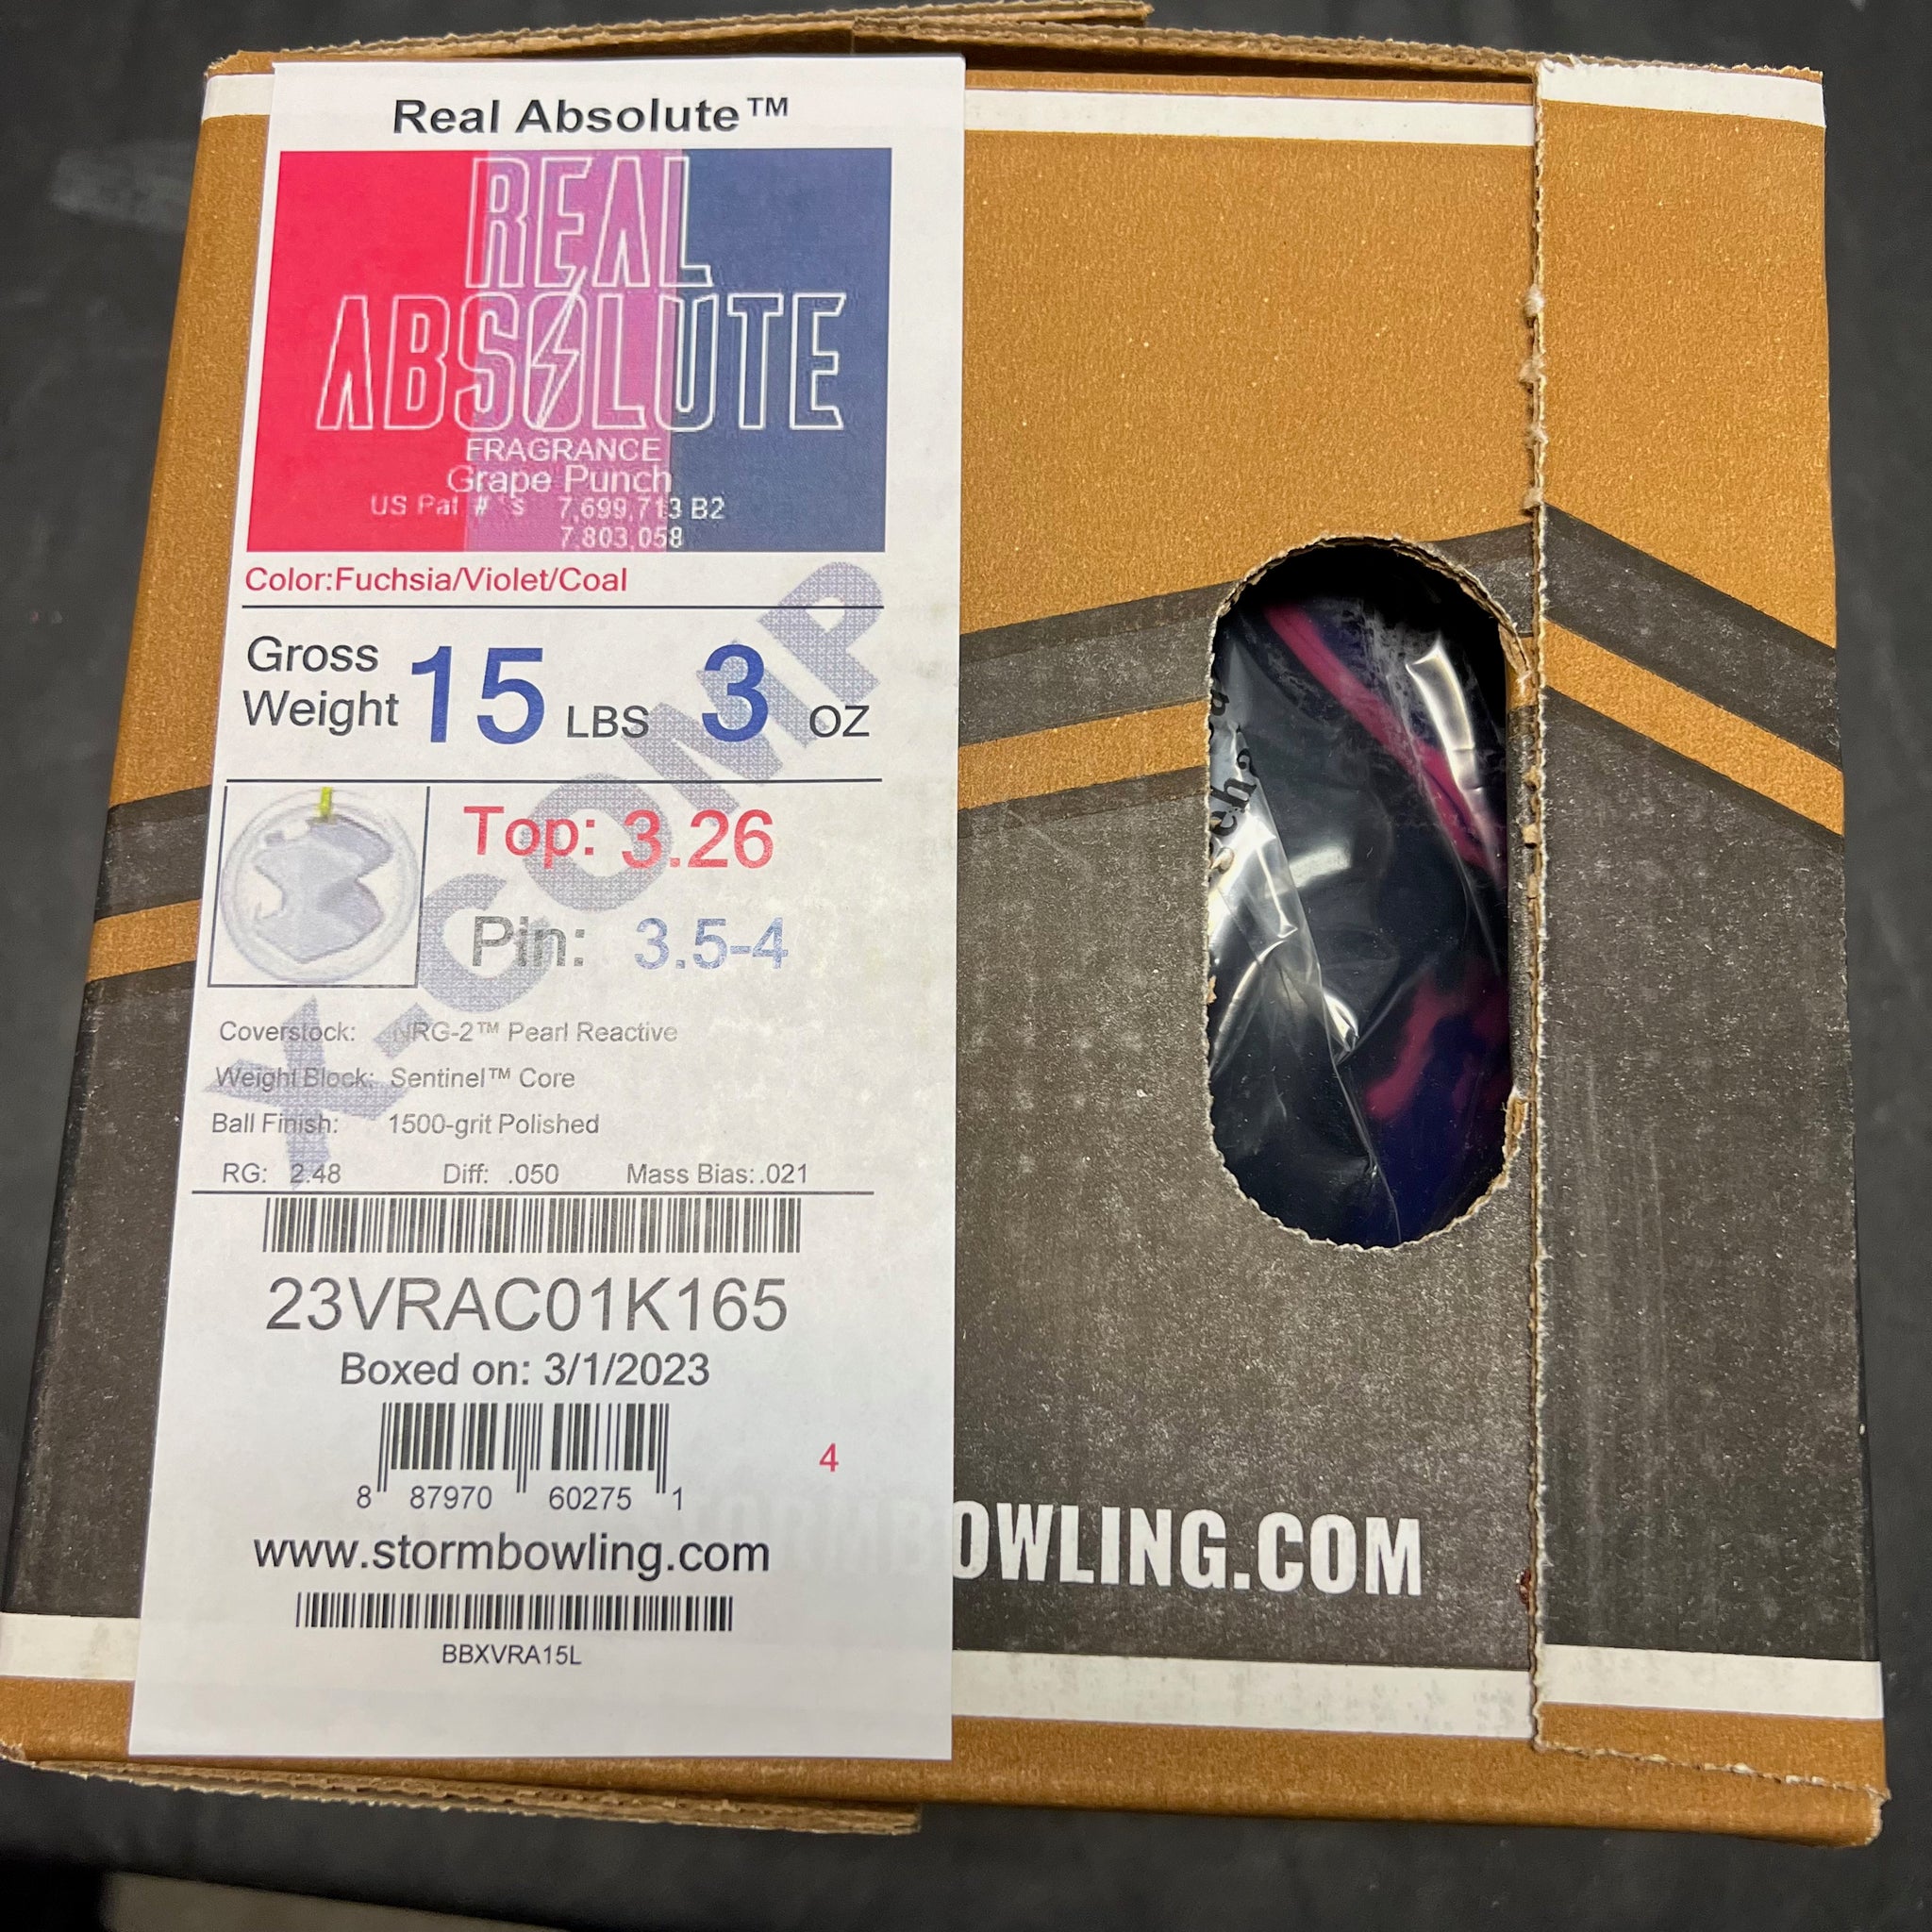 Real Absolute™
REAL
ABSOLUTE
FRAGRANCE
Grape Punch
US Pat # 's 7,699,713 B2
7,803,058
Color:Fuchsia/Violet/Coal
Gross Weight 15 LBS 3 OZ
Top: 3.26
Pin: 3.5-4
X-COMP
Coverstock: NRG-2™ Pearl Reactive
Weight Block: Sentinel™ Core
Ball Finish: 1500-grit Polished
RG: 2.48 Diff: .050 Mass Bias: .021
23VRAC01K165
Boxed on: 3/1/2023
8 87970 60275 1
4
www.stormbowling.com
BBXVRA15L
STORMBOWLING.COM